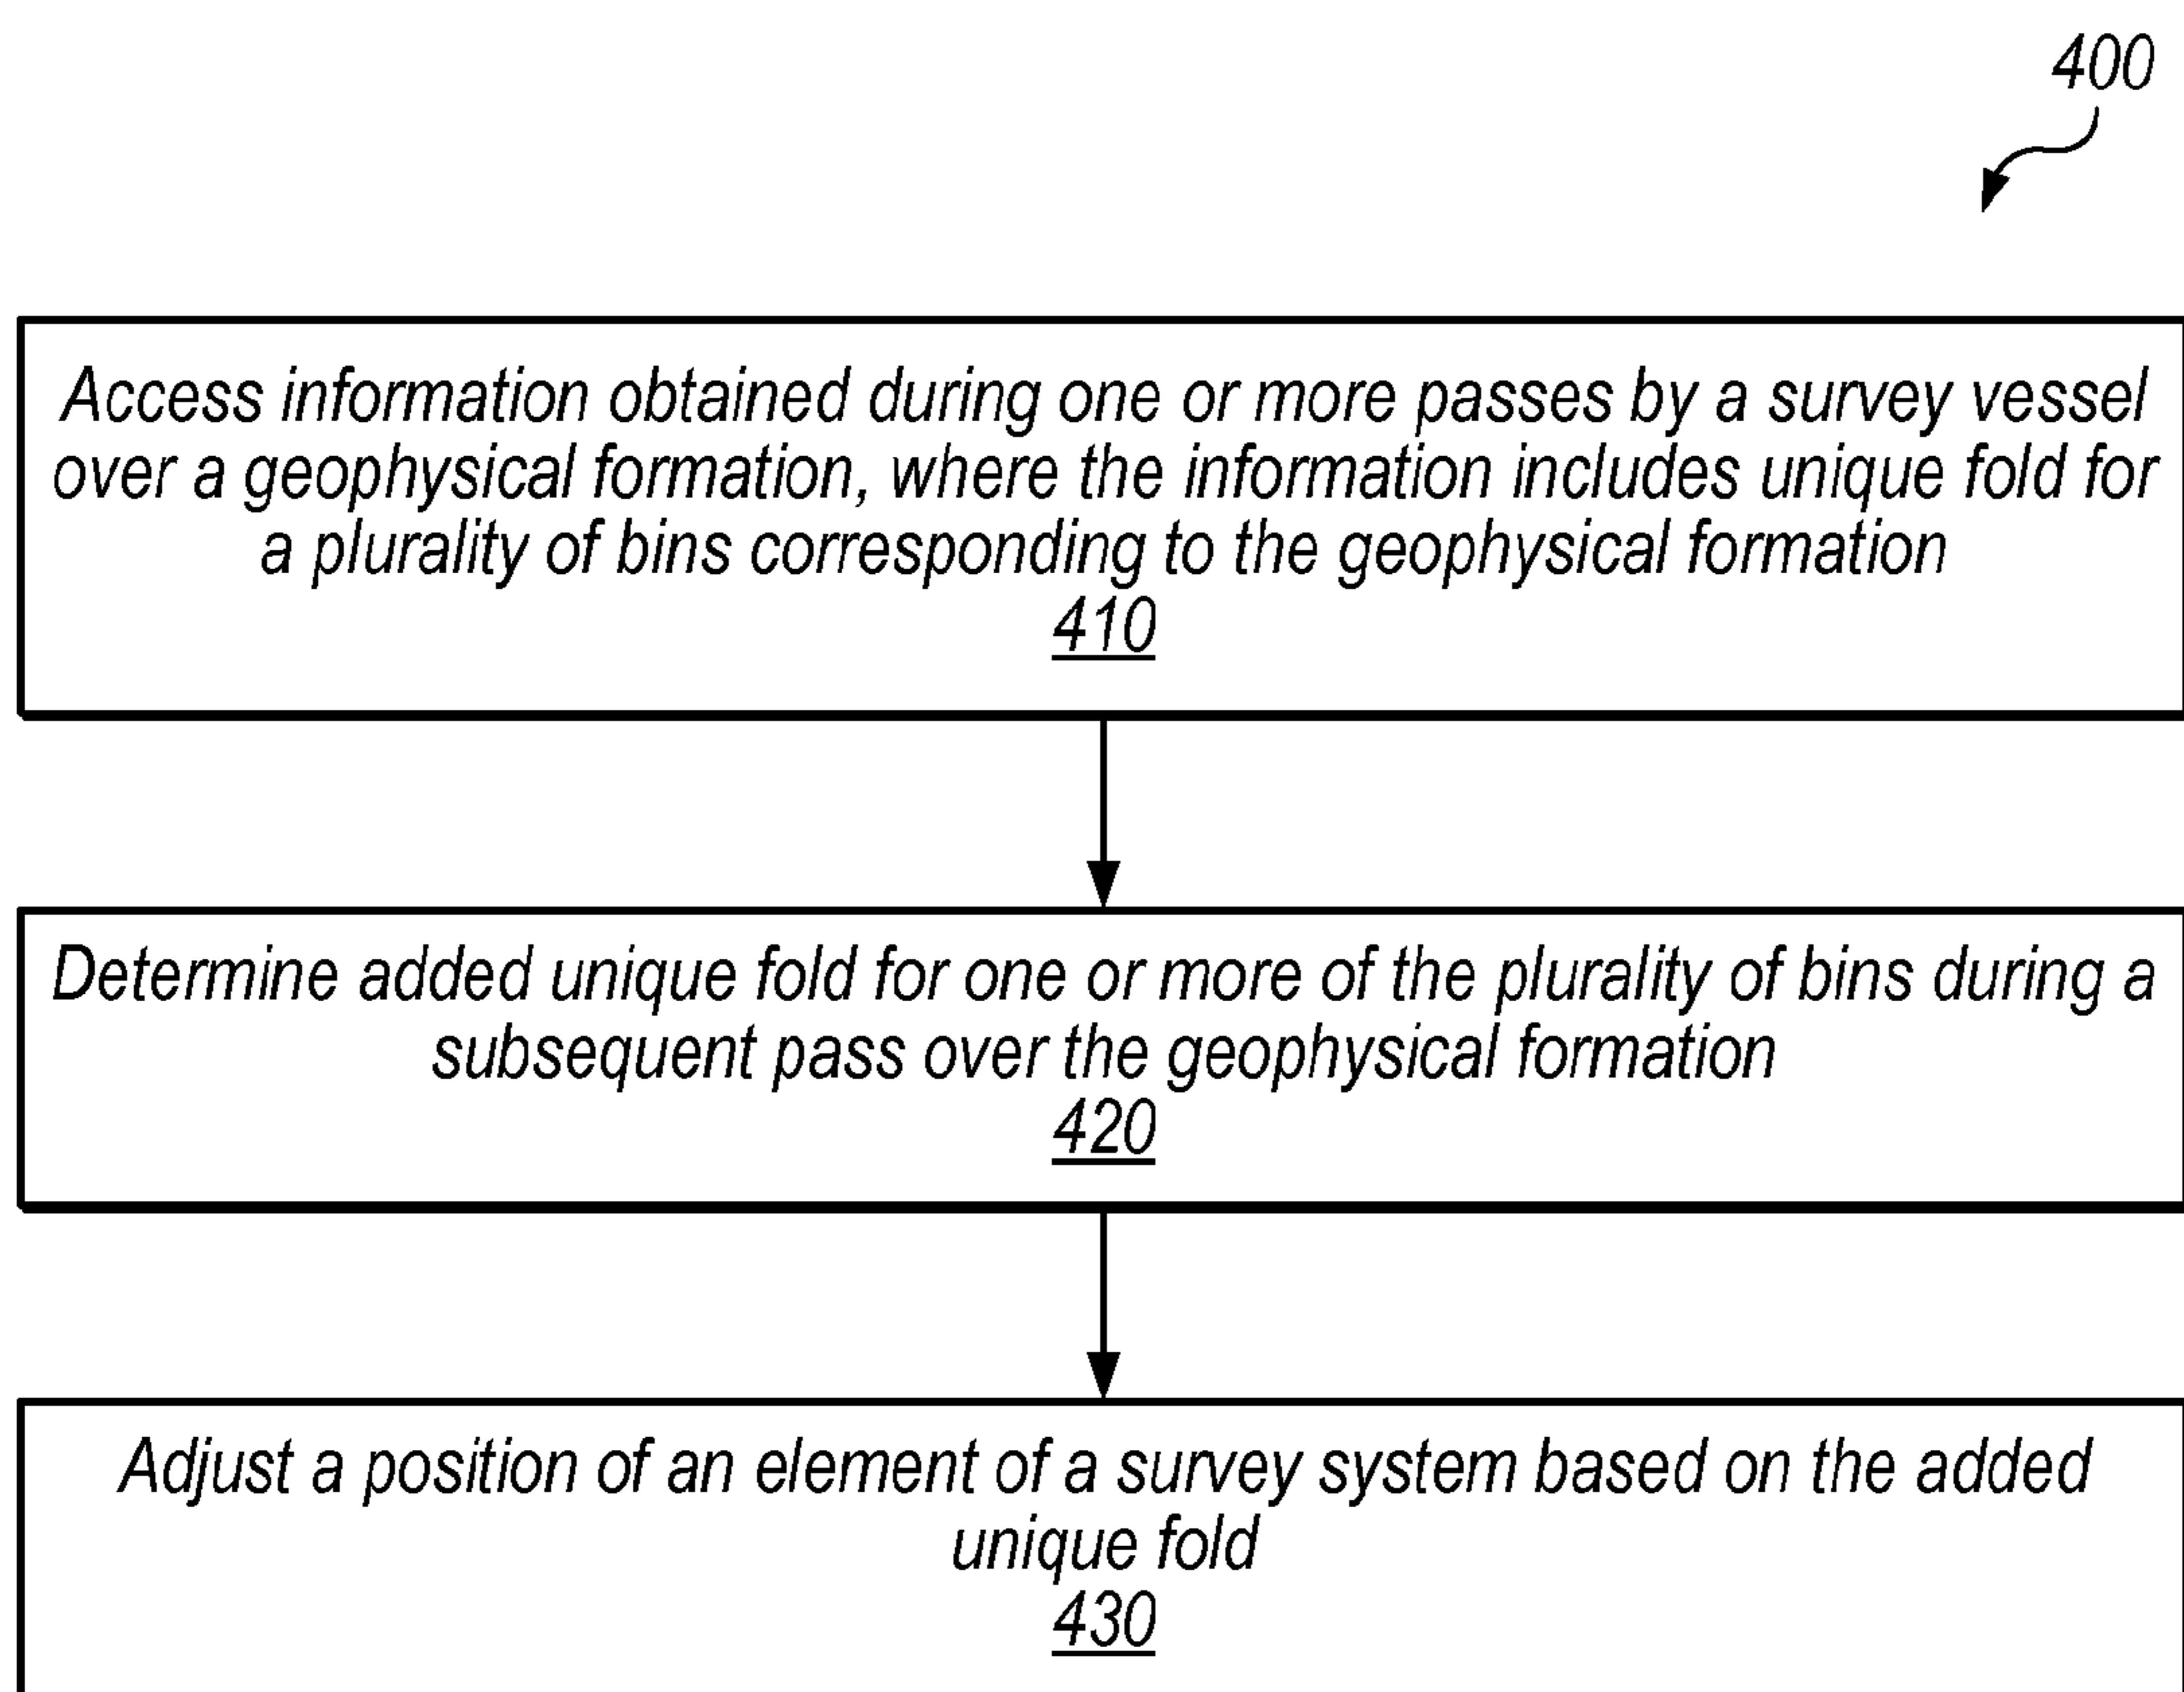 400
Access information obtained during one or more passes by a survey vessel
over a geophysical formation, where the information includes unique fold for
a plurality of bins corresponding to the geophysical formation
410
Determine added unique fold for one or more of the plurality of bins during a
subsequent pass over the geophysical formation
420
Adjust a position of an element of a survey system based on the added
unique fold
430